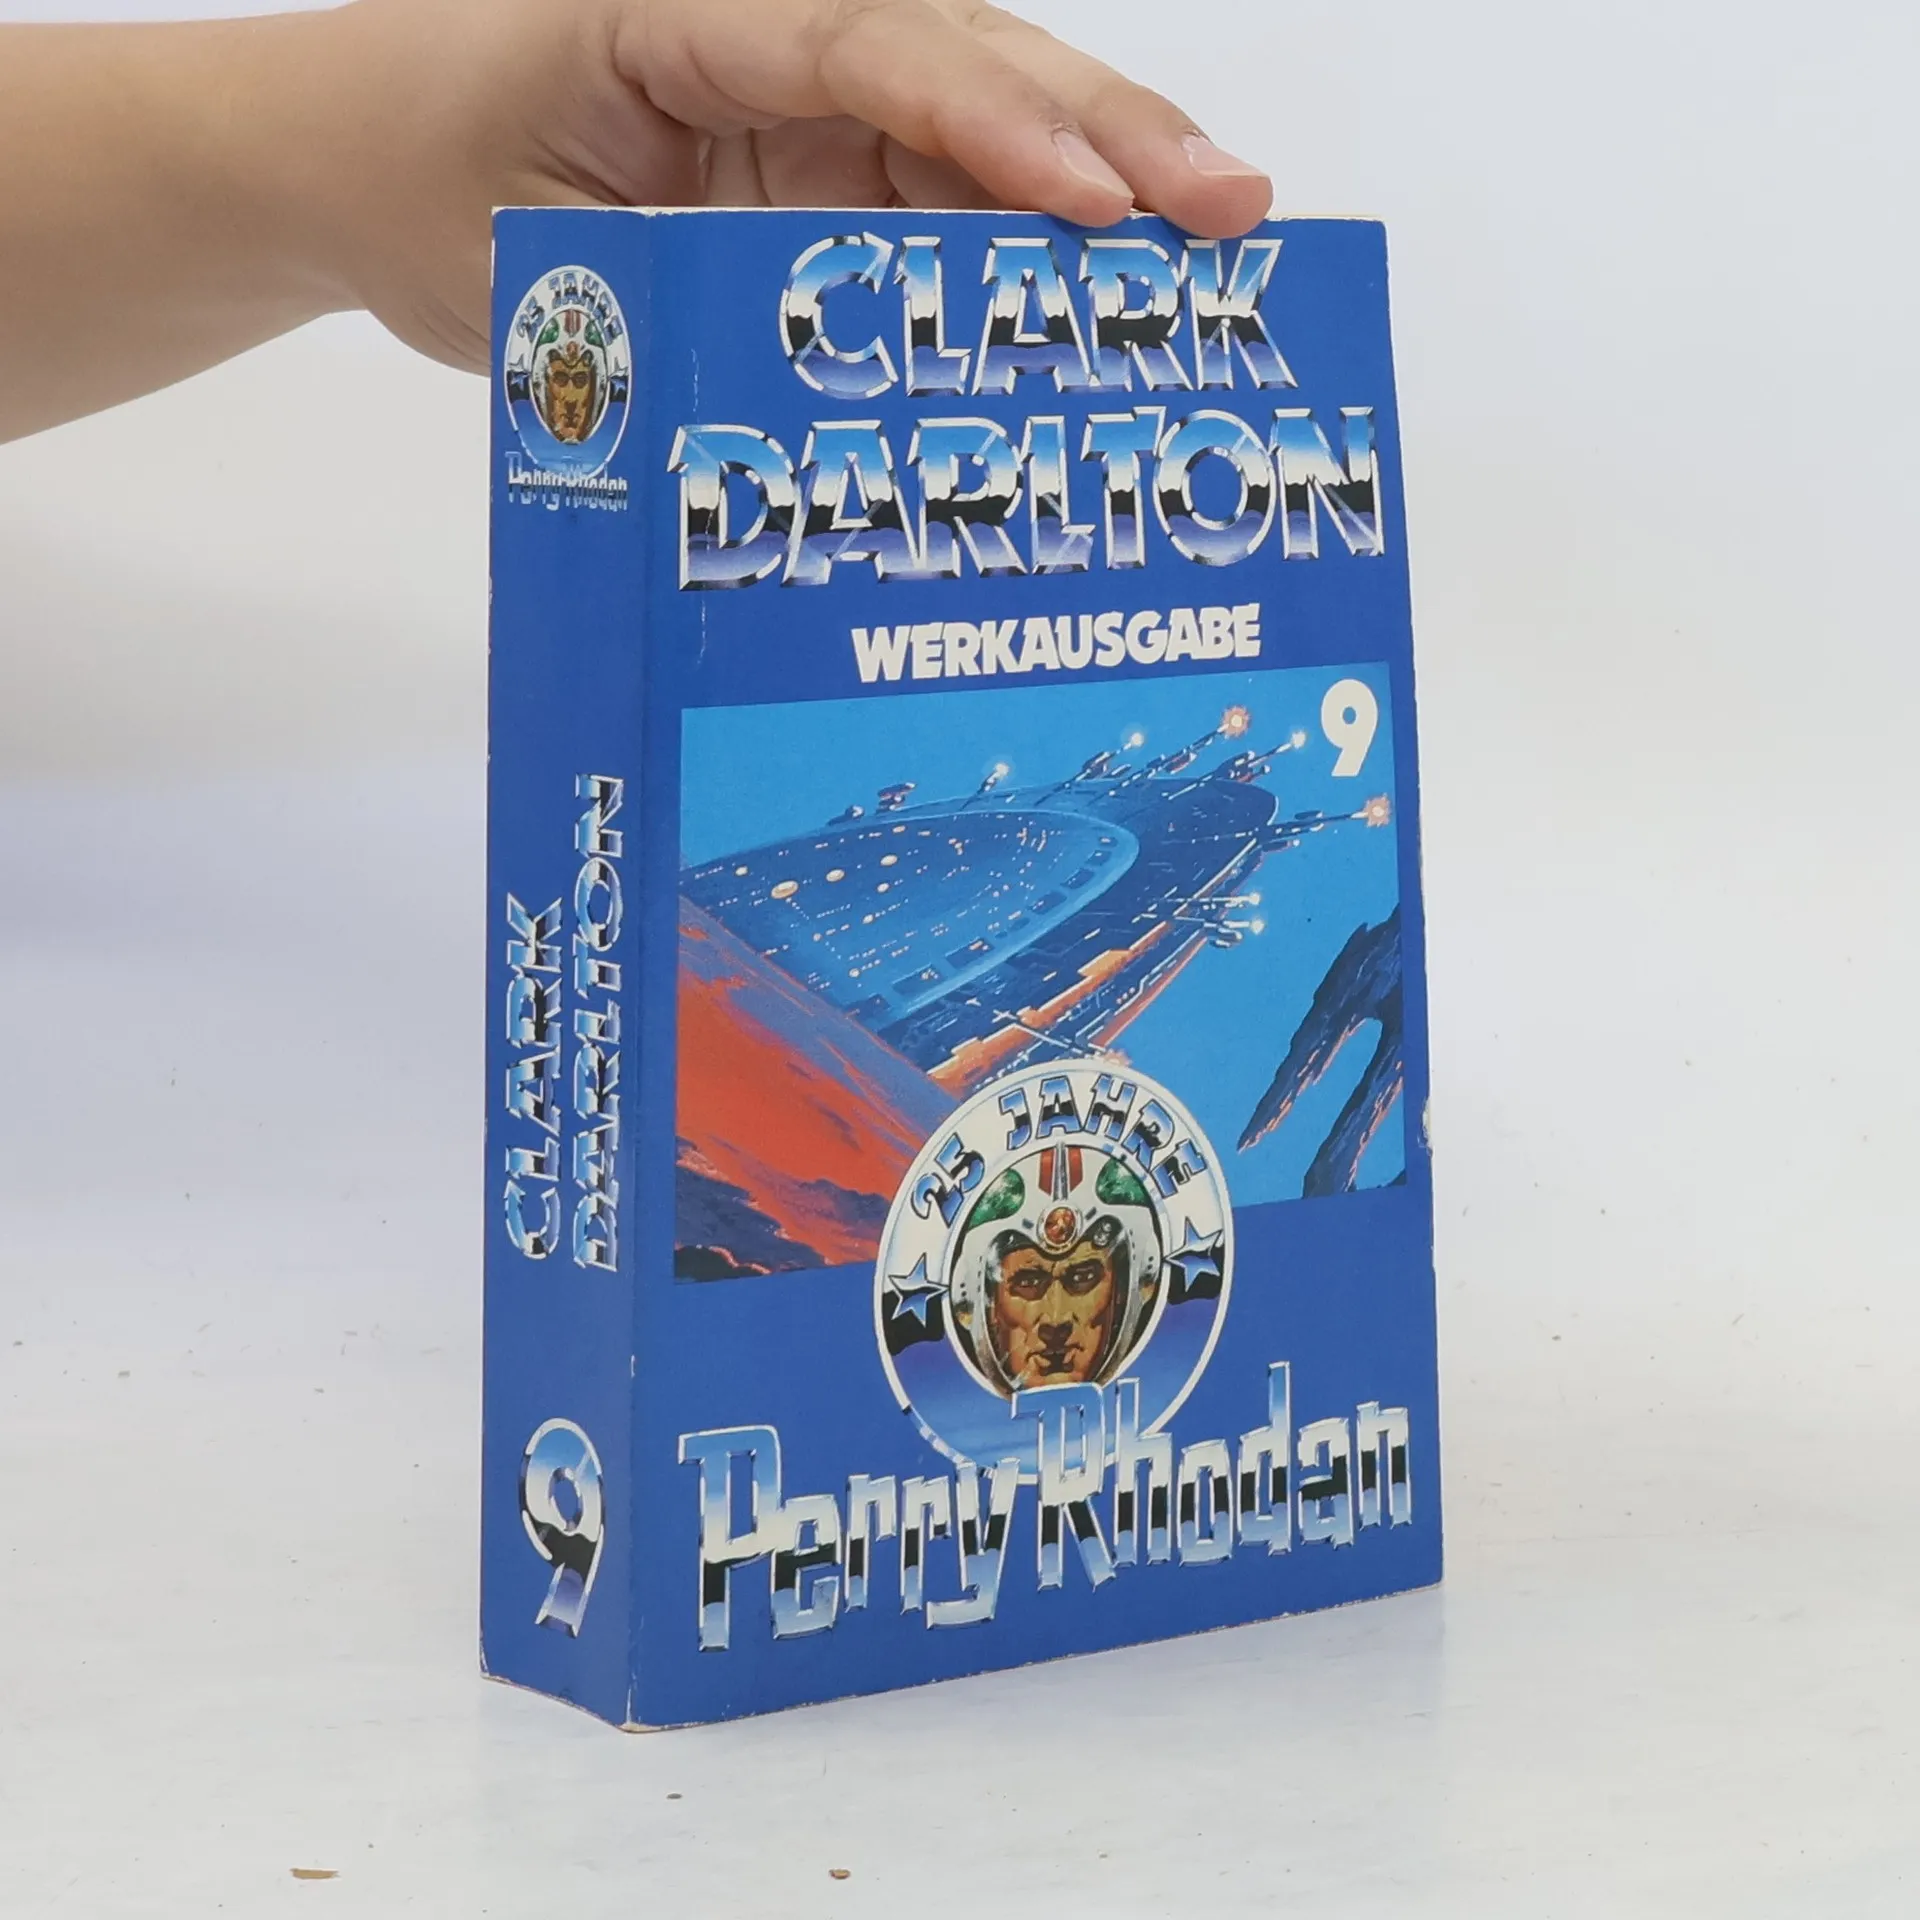 25 JAHRE
Perry Rhodan
CLARK
DARLTON
9
CLARK
DARLTON
WERKAUSGABE
9
25 JAHRE
Perry Rhodan